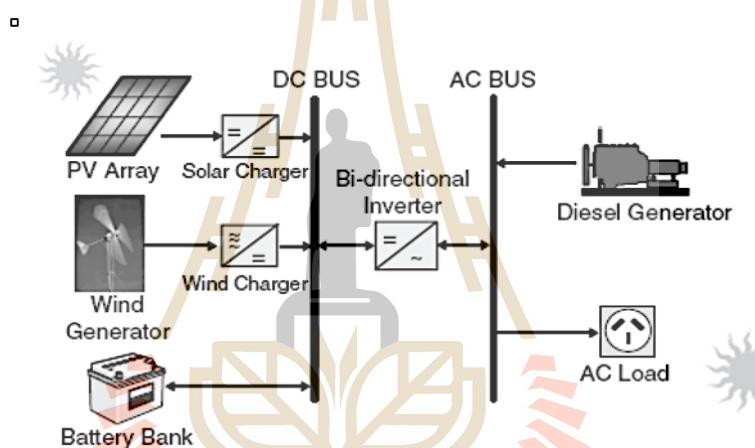 DC BUS
AC BUS
PV Array
Solar Charger
Bi-directional
Inverter
Diesel Generator
Wind Charger
Wind
Generator
AC Load
Battery Bank